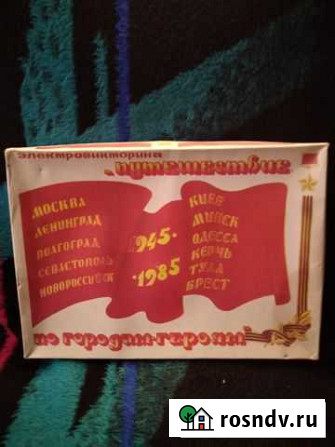 Электровикторина
„Путешествие
МОСКВА
ЛЕНИНГРАД
ВОЛГОГРАД
СЕВАСТОПОЛЬ
НОВОРОССИЙСК
1945·
·1985
КИЕВ
МИНСК
ОДЕССА
КЕРЧЬ
ТУЛА
БРЕСТ
по городам-героям"
rosndv.ru